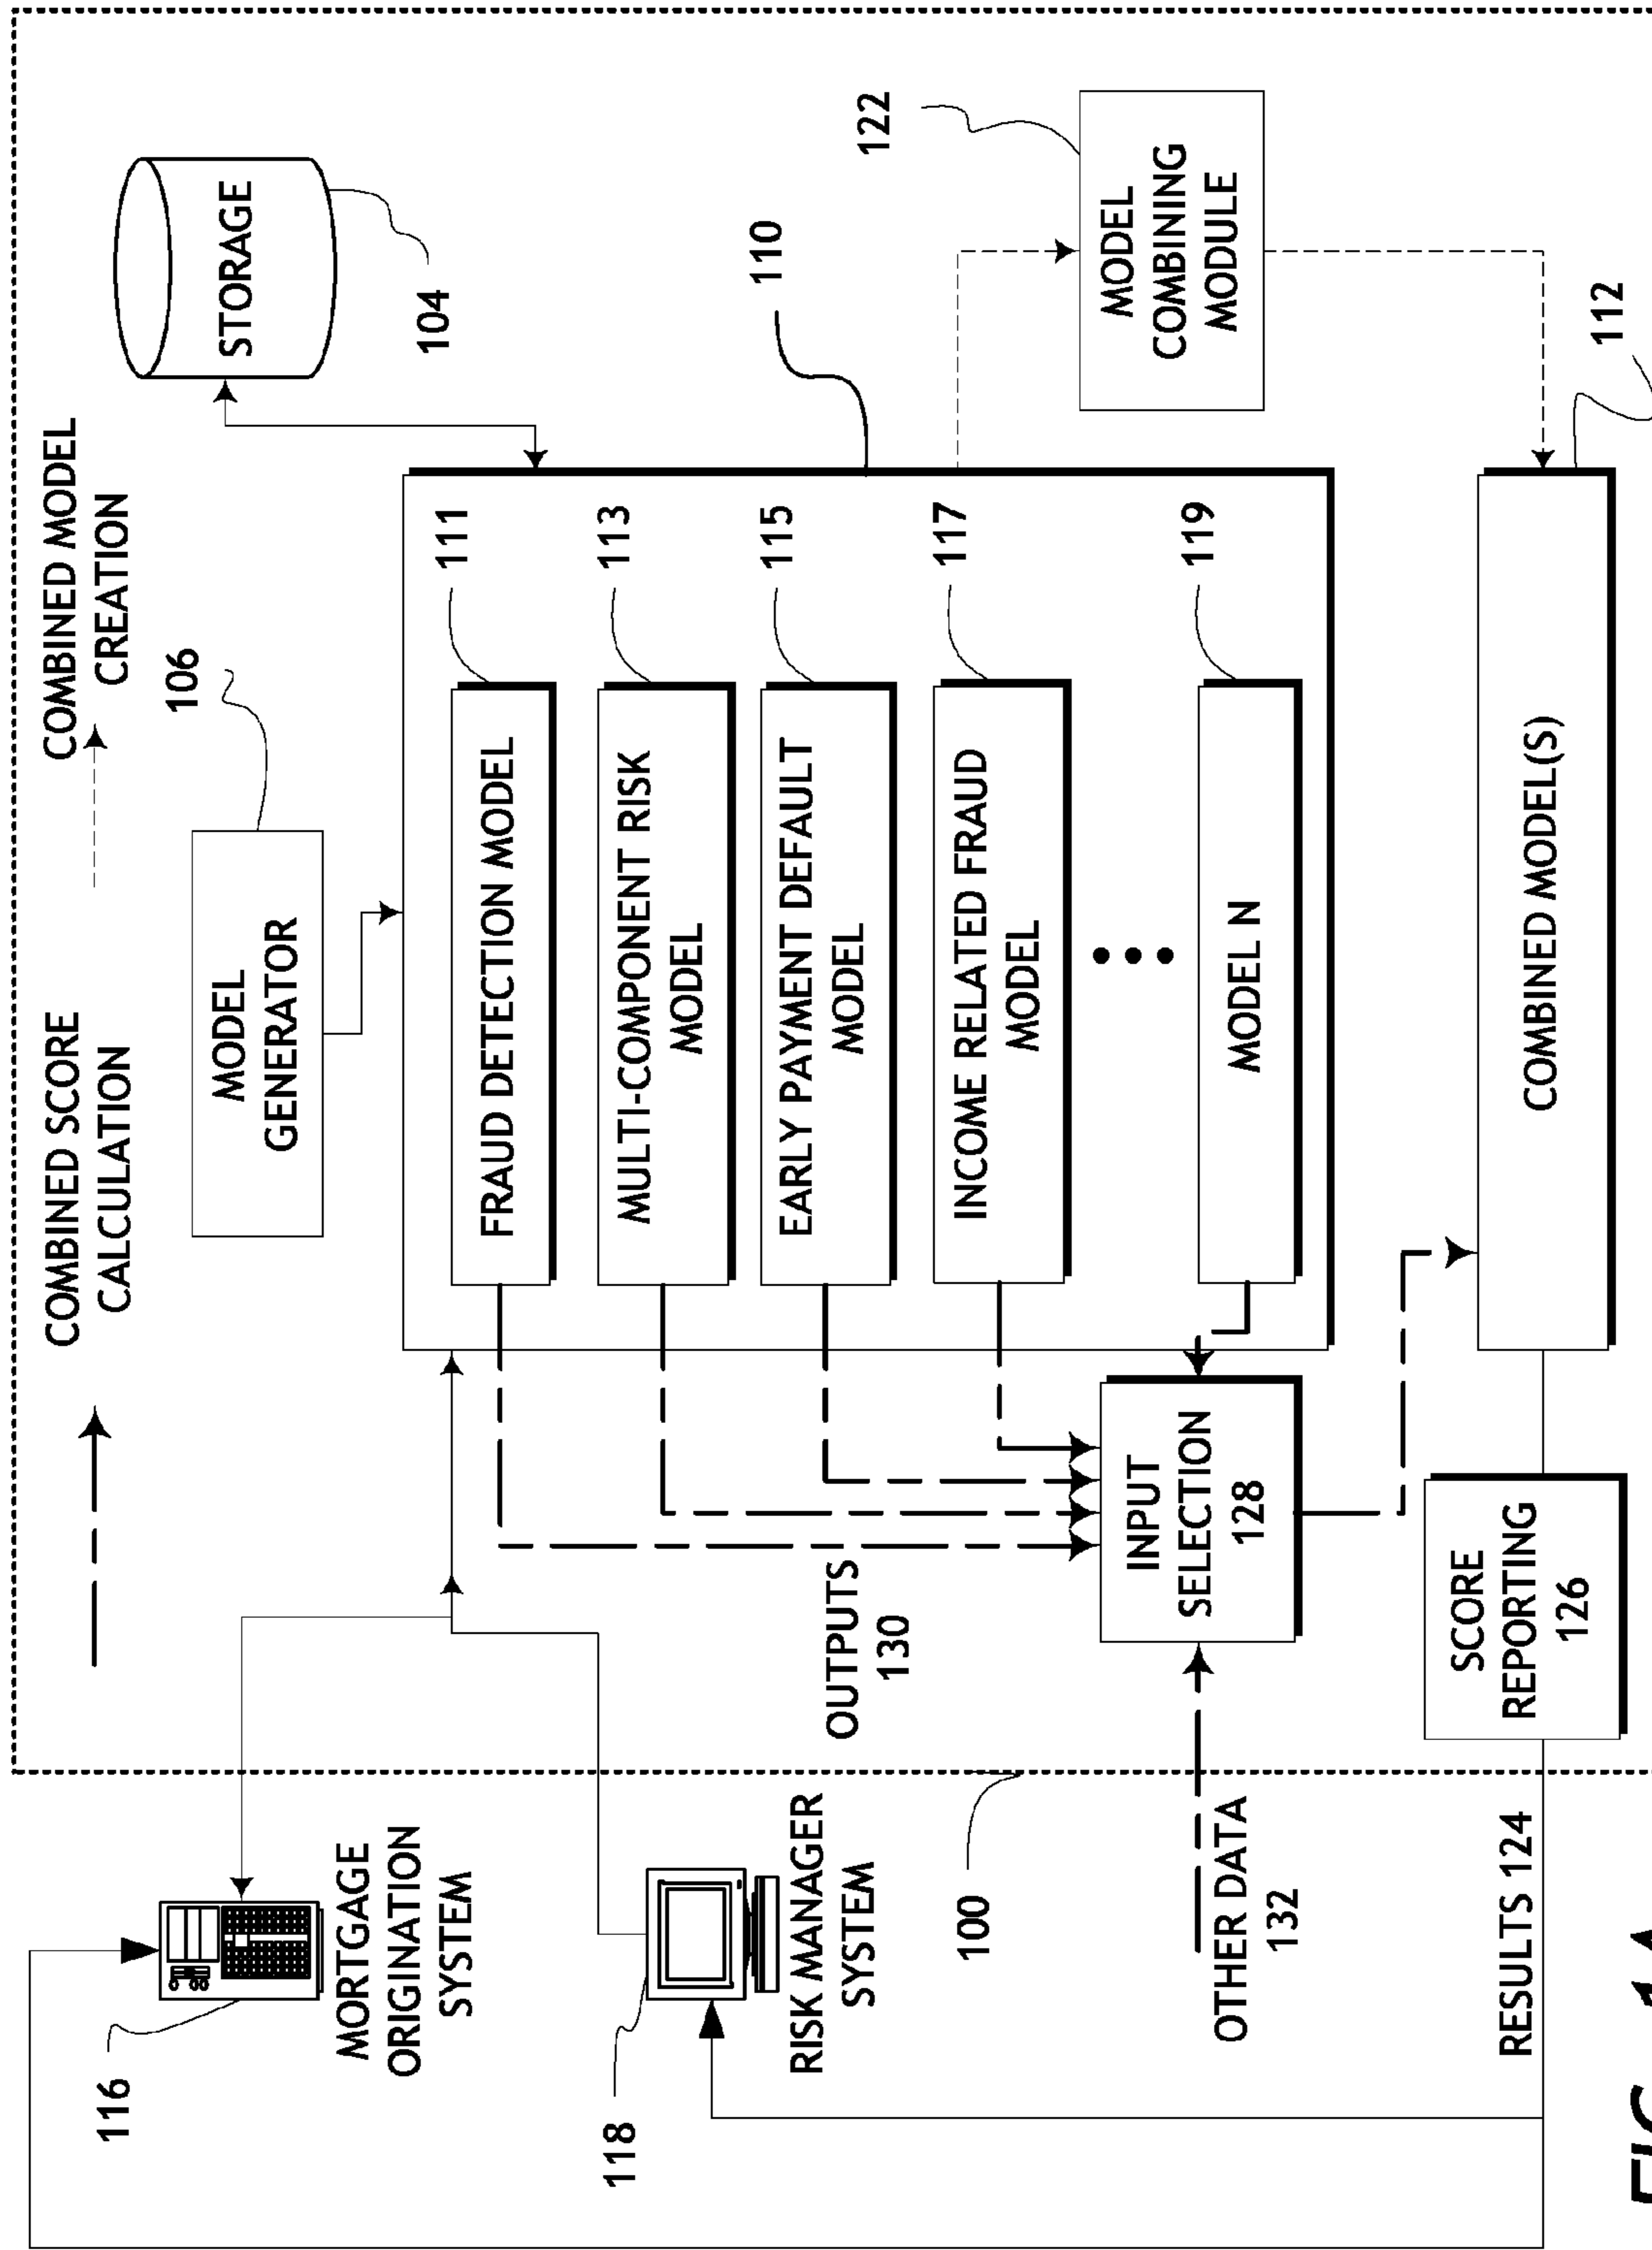 COMBINED SCORE
CALCULATION
COMBINED MODEL
CREATION
116
MORTGAGE
ORIGINATION
SYSTEM
118
RISK MANAGER
SYSTEM
100
MODEL
GENERATOR
106
STORAGE
104
110
FRAUD DETECTION MODEL
111
MULTI-COMPONENT RISK
MODEL
113
EARLY PAYMENT DEFAULT
MODEL
115
INCOME RELATED FRAUD
MODEL
117
MODEL N
119
122
MODEL
COMBINING
MODULE
OUTPUTS
130
OTHER DATA
132
INPUT
SELECTION
128
RESULTS 124
SCORE
REPORTING
126
COMBINED MODEL(S)
112
FIG. 1A